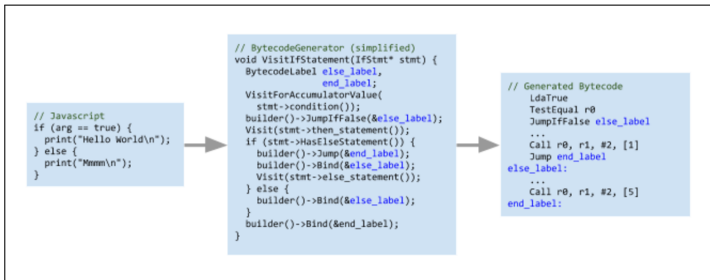 // Javascript
if (arg == true) {
  print("Hello World\n");
} else {
  print("Mmmm\n");
}
// BytecodeGenerator (simplified)
void VisitIfStatement(IfStmt* stmt) {
  BytecodeLabel else_label,
                end_label;
  VisitForAccumulatorValue(
    stmt->condition());
  builder()->JumpIfFalse(&else_label);
  Visit(stmt->then_statement());
  if (stmt->HasElseStatement()) {
    builder()->Jump(&end_label);
    builder()->Bind(&else_label);
    Visit(stmt->else_statement());
  } else {
    builder()->Bind(&else_label);
  }
  builder()->Bind(&end_label);
}
// Generated Bytecode
    LdaTrue
    TestEqual r0
    JumpIfFalse else_label
    ...
    Call r0, r1, #2, [1]
    Jump end_label
else_label:
    ...
    Call r0, r1, #2, [5]
end_label: